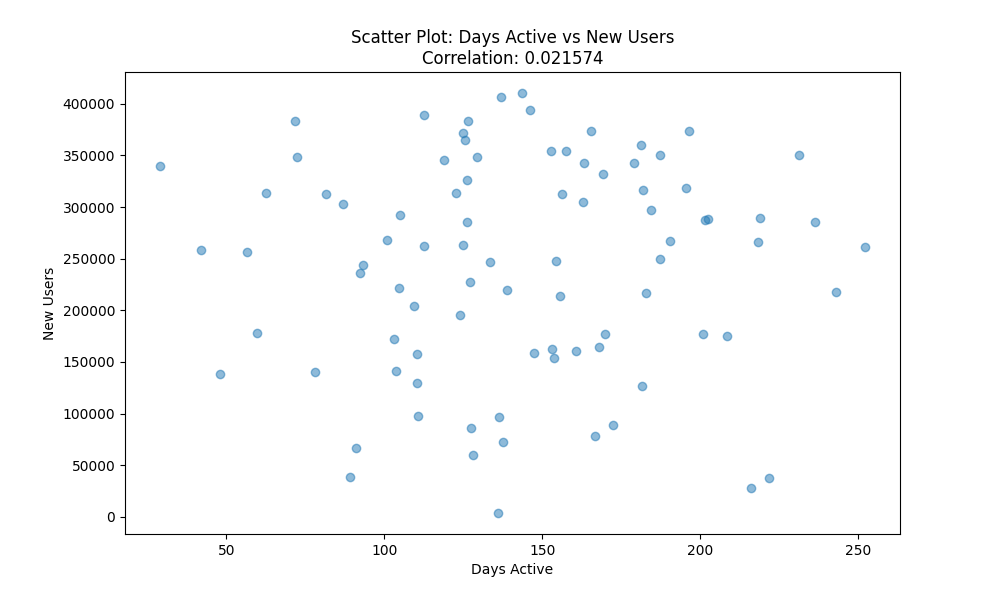 Scatter Plot: Days Active vs New Users
Correlation: 0.021574
400000
350000
300000
250000
200000
150000
100000
50000
0
New Users
50 100 150 200 250
Days Active